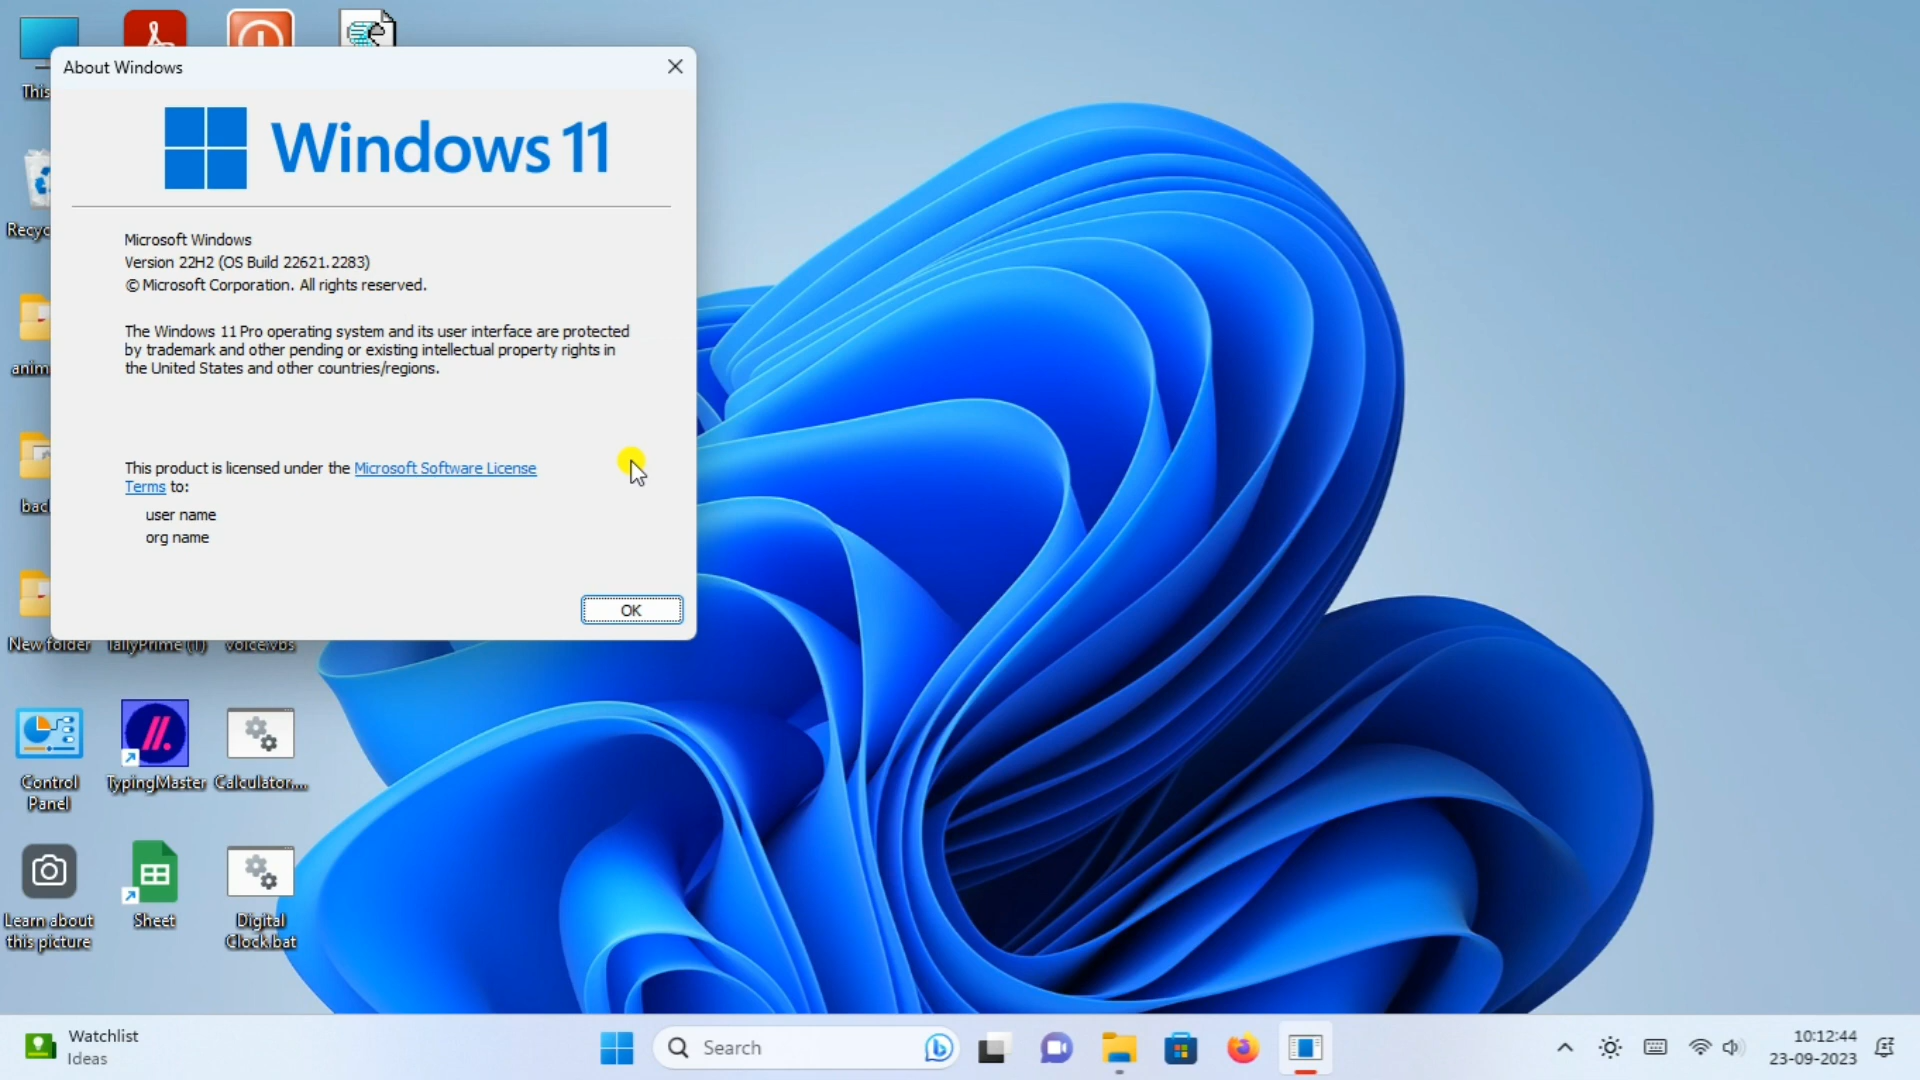 About Windows
Windows 11
Microsoft Windows
Version 22H2 (OS Build 22621.2283)
© Microsoft Corporation. All rights reserved.
The Windows 11 Pro operating system and its user interface are protected
by trademark and other pending or existing intellectual property rights in
the United States and other countries/regions.
This product is licensed under the Microsoft Software License
Terms to:
user name
org name
OK
This
Recyc
anim
back
New folder
TallyPrime (1)
voice.vbs
Control
Panel
TypingMaster
Calculator....
Learn about
this picture
Sheet
Digital
Clock.bat
Watchlist
Ideas
Search
10:12:44
23-09-2023